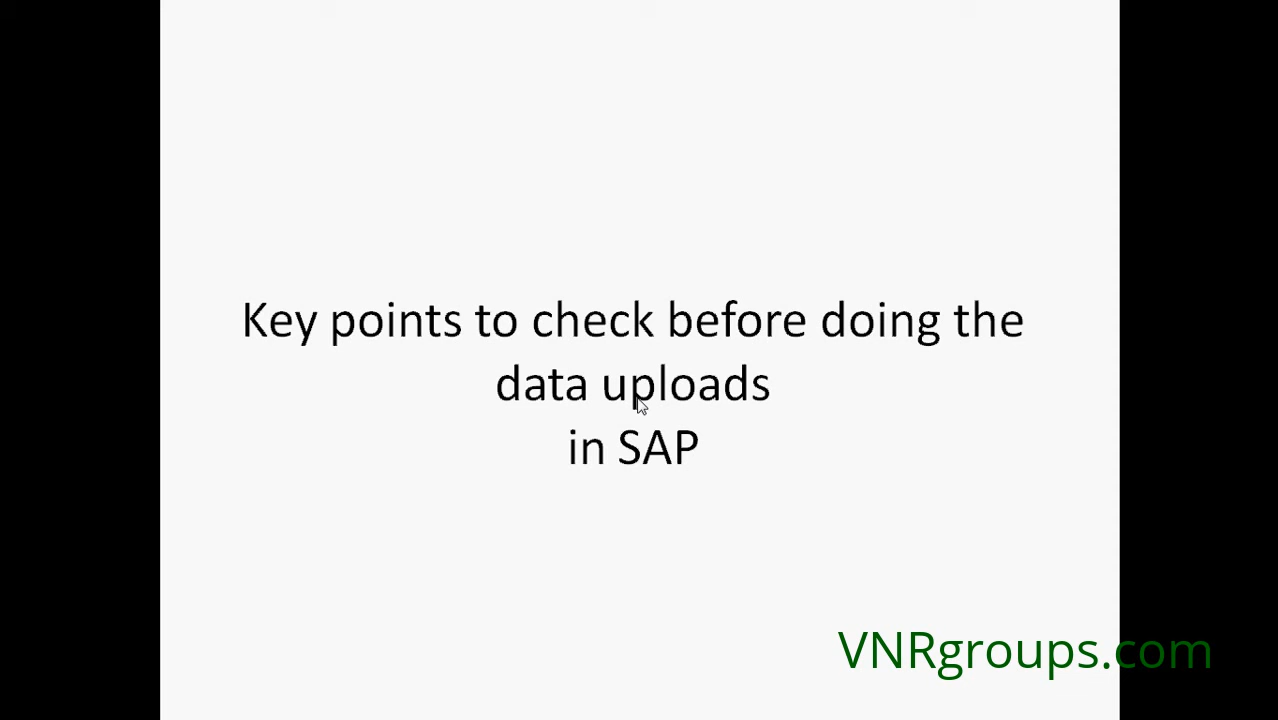 Key points to check before doing the
data uploads
in SAP
VNRgroups.com